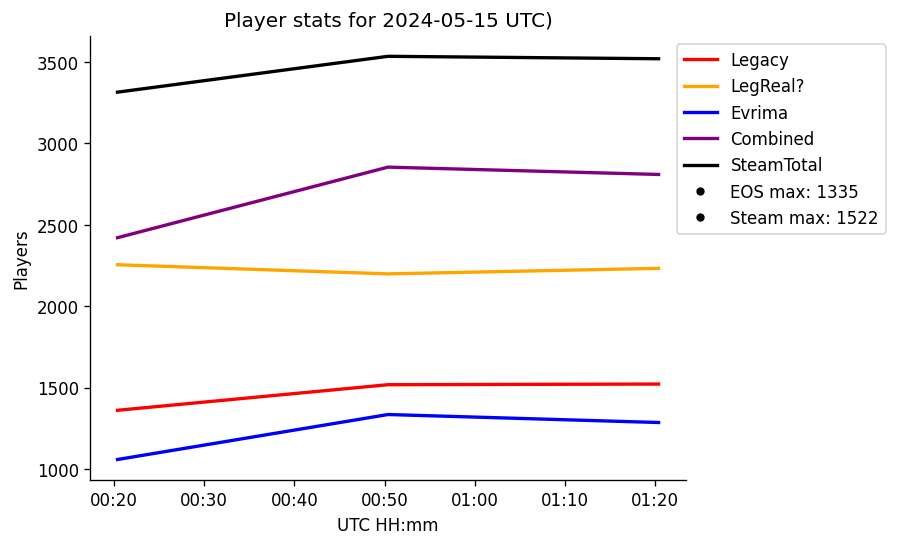 Player stats for 2024-05-15 UTC)
3500
3000
2500
2000
1500
1000
Players
00:20 00:30 00:40 00:50 01:00 01:10 01:20
UTC HH:mm
Legacy
LegReal?
Evrima
Combined
SteamTotal
EOS max: 1335
Steam max: 1522